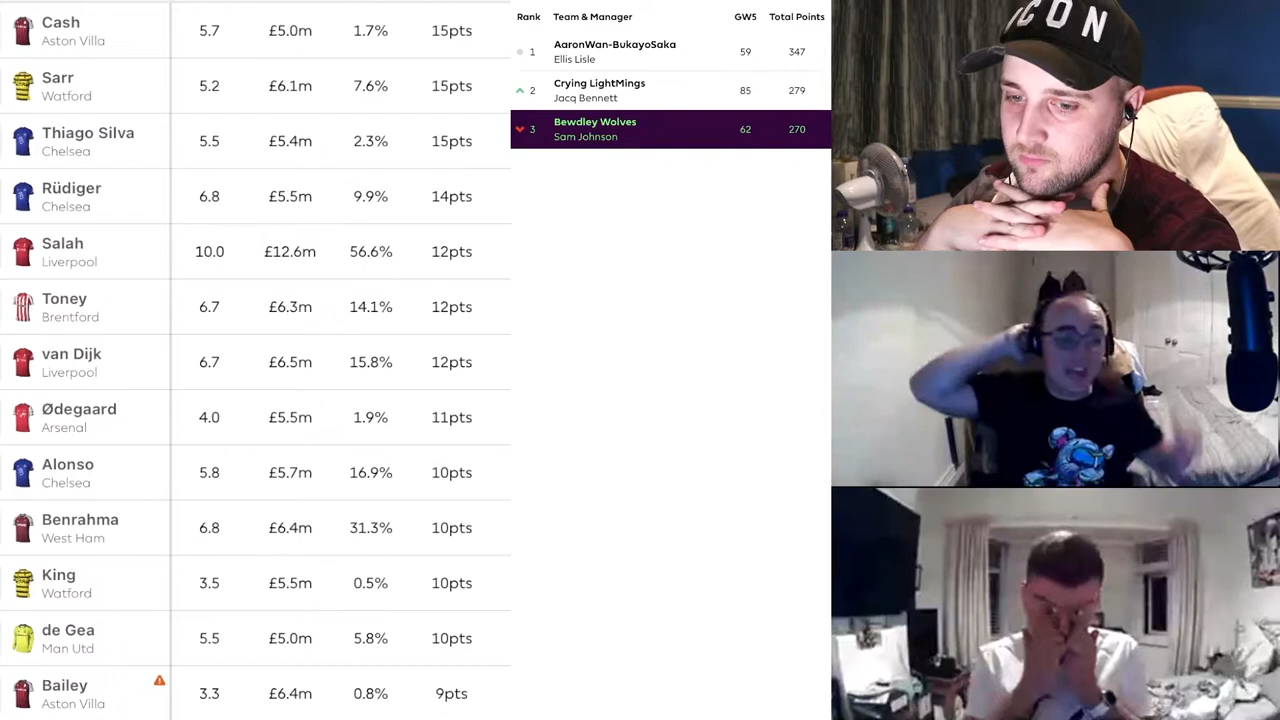 Cash
Aston Villa
5.7 £5.0m 1.7% 15pts
Sarr
Watford
5.2 £6.1m 7.6% 15pts
Thiago Silva
Chelsea
5.5 £5.4m 2.3% 15pts
Rüdiger
Chelsea
6.8 £5.5m 9.9% 14pts
Salah
Liverpool
10.0 £12.6m 56.6% 12pts
Toney
Brentford
6.7 £6.3m 14.1% 12pts
van Dijk
Liverpool
6.7 £6.5m 15.8% 12pts
Ødegaard
Arsenal
4.0 £5.5m 1.9% 11pts
Alonso
Chelsea
5.8 £5.7m 16.9% 10pts
Benrahma
West Ham
6.8 £6.4m 31.3% 10pts
King
Watford
3.5 £5.5m 0.5% 10pts
de Gea
Man Utd
5.5 £5.0m 5.8% 10pts
Bailey
Aston Villa
3.3 £6.4m 0.8% 9pts
Rank Team & Manager GW5 Total Points
1 AaronWan-BukayoSaka 59 347
Ellis Lisle
2 Crying LightMings 85 279
Jacq Bennett
3 Bewdley Wolves 62 270
Sam Johnson
ICON